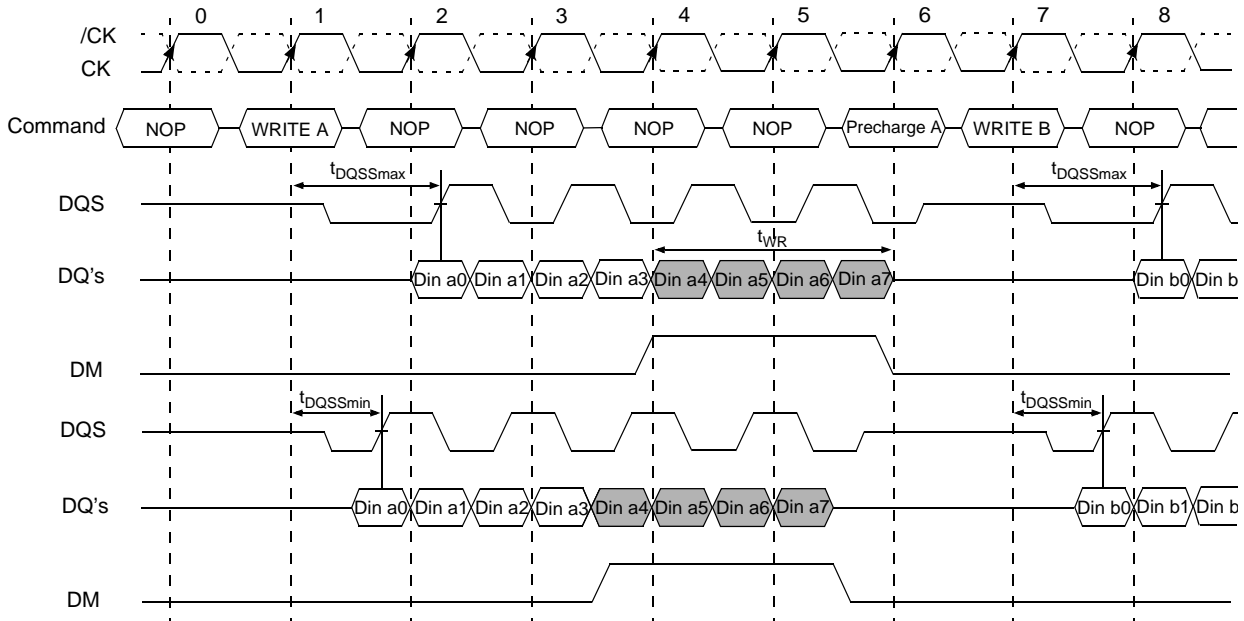 0 1 2 3 4 5 6 7 8
/CK
CK
Command NOP WRITE A NOP NOP NOP NOP Precharge A WRITE B NOP
tDQSSmax tDQSSmax
DQS
tWR
DQ's Din a0 Din a1 Din a2 Din a3 Din a4 Din a5 Din a6 Din a7 Din b0 Din b
DM
tDQSSmin tDQSSmin
DQS
DQ's Din a0 Din a1 Din a2 Din a3 Din a4 Din a5 Din a6 Din a7 Din b0 Din b1 Din b
DM